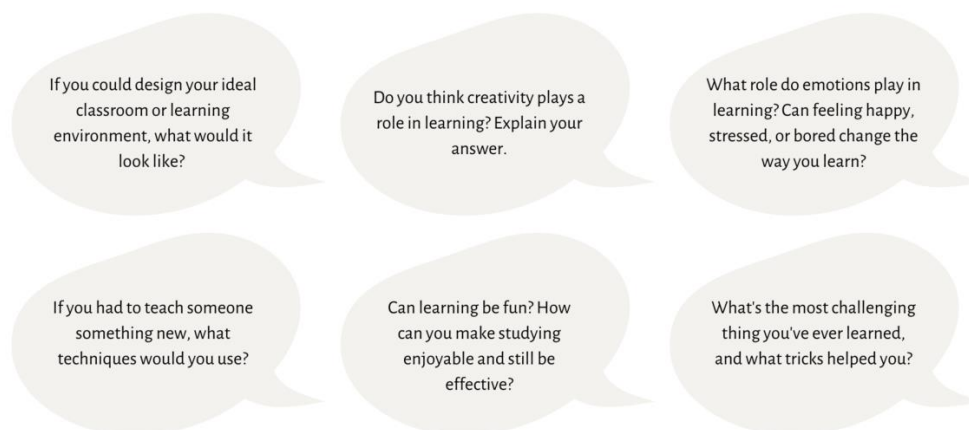 If you could design your ideal
classroom or learning
environment, what would it
look like?
Do you think creativity plays a
role in learning? Explain your
answer.
What role do emotions play in
learning? Can feeling happy,
stressed, or bored change the
way you learn?
If you had to teach someone
something new, what
techniques would you use?
Can learning be fun? How
can you make studying
enjoyable and still be
effective?
What's the most challenging
thing you've ever learned,
and what tricks helped you?